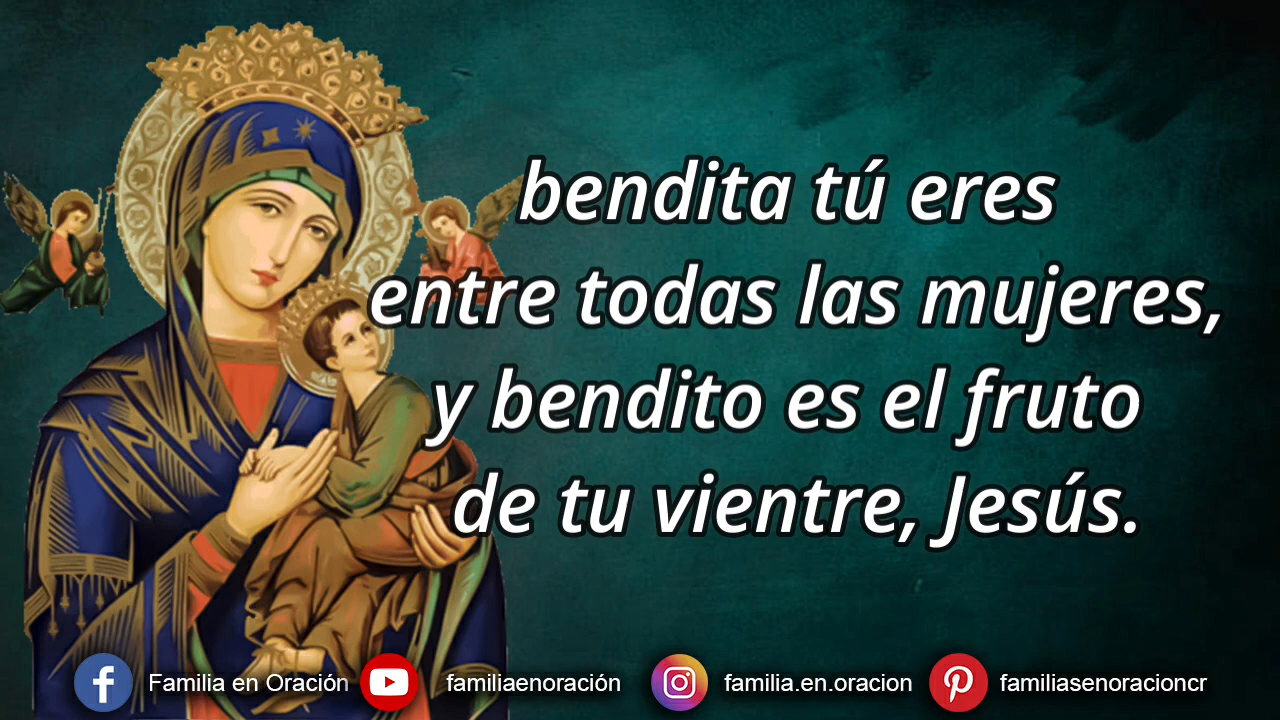 bendita tú eres
entre todas las mujeres,
y bendito es el fruto
de tu vientre, Jesús.
Familia en Oración familiaenoración familia.en.oracion familiasenoracioncr